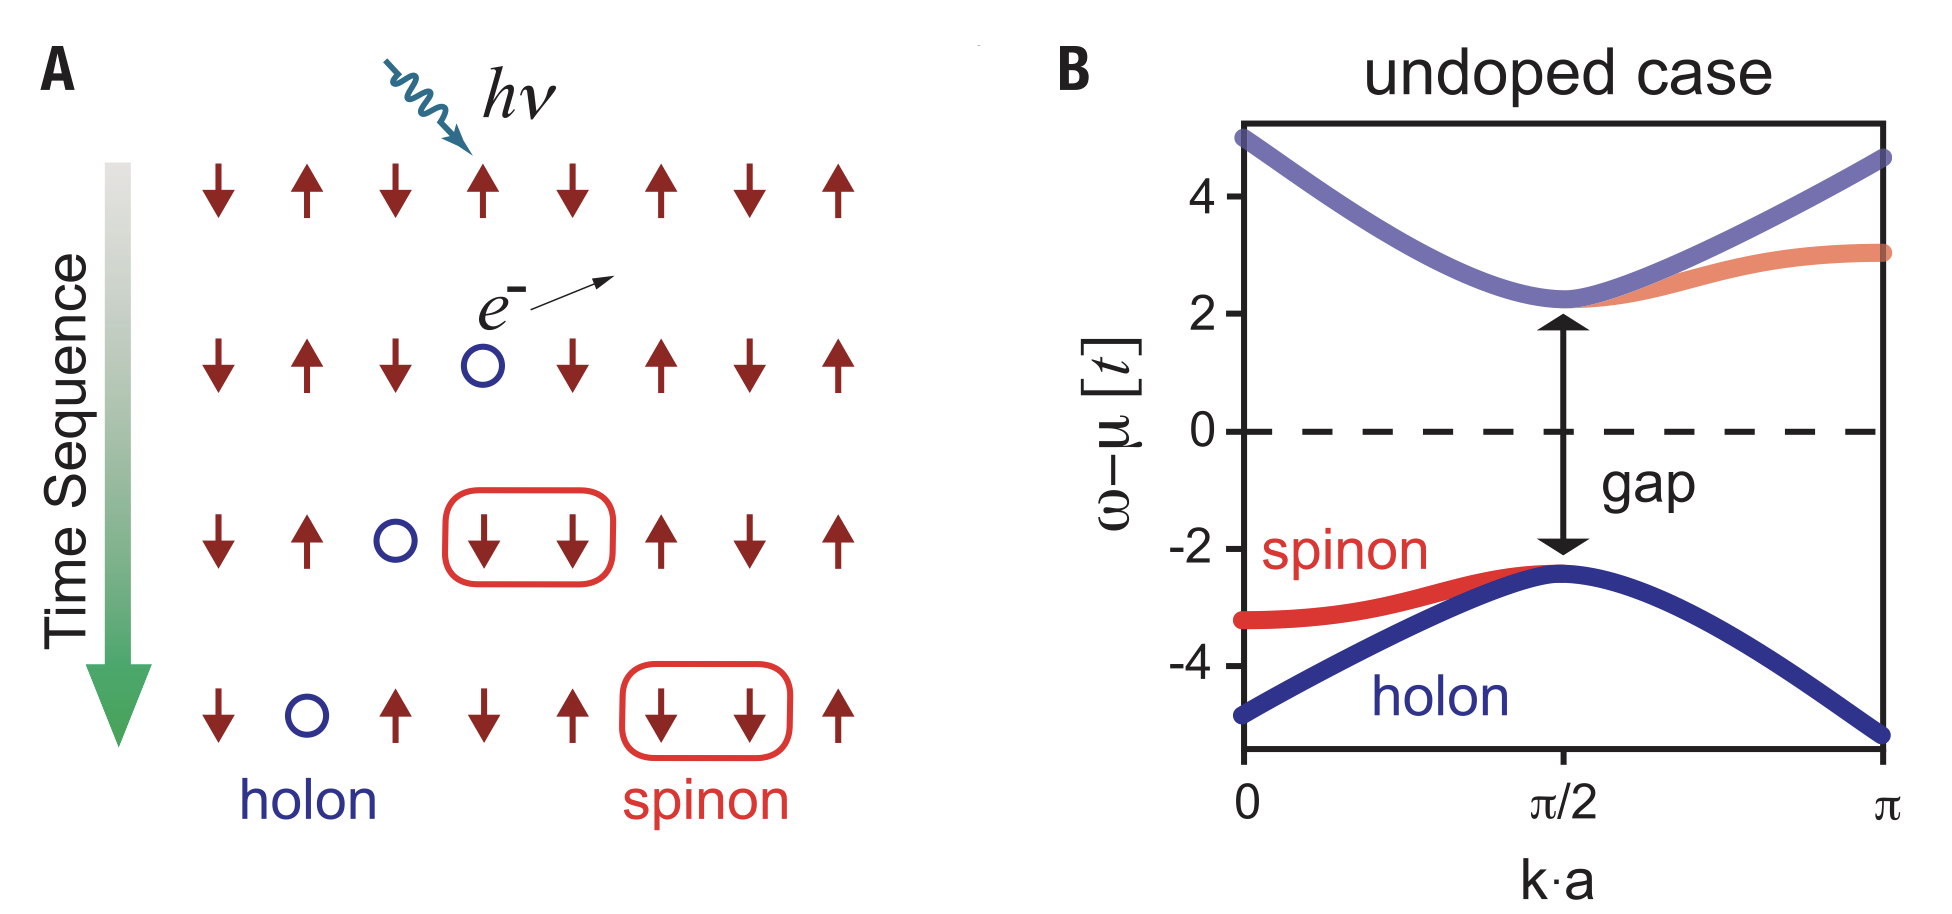 A
hν
Time Sequence
e-
holon
spinon
B
undoped case
ω−μ [t]
4
2
0
-2
-4
gap
spinon
holon
0
π/2
π
k·a